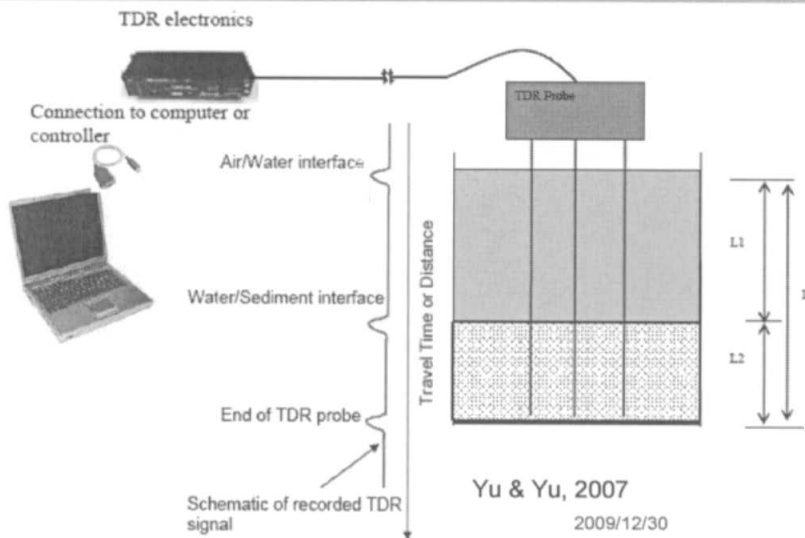 TDR electronics
Connection to computer or
controller
TDR Probe
Air/Water interface
Water/Sediment interface
End of TDR probe
Schematic of recorded TDR
signal
Travel Time or Distance
L1
L2
Yu & Yu, 2007
2009/12/30